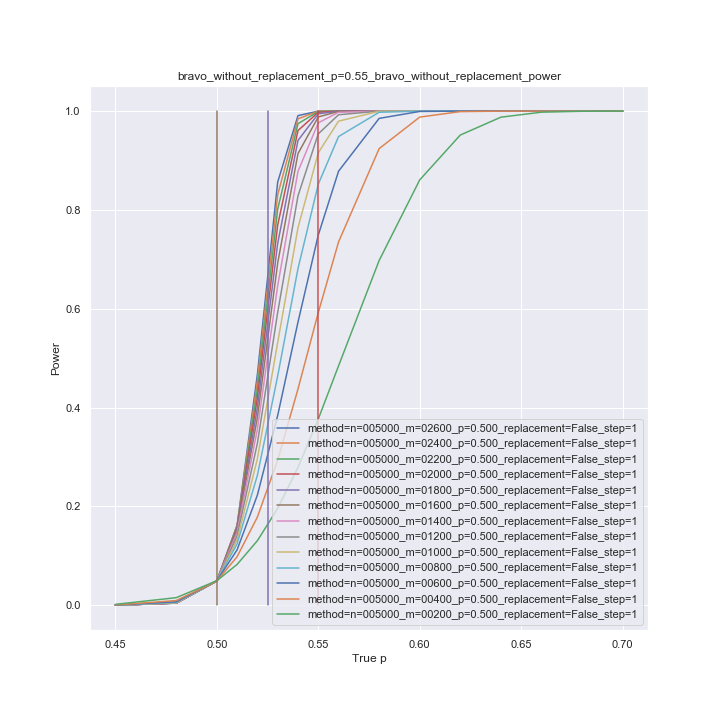 bravo_without_replacement_p=0.55_bravo_without_replacement_power
1.0
0.8
0.6
0.4
0.2
0.0
Power
method=n=005000_m=02600_p=0.500_replacement=False_step=1
method=n=005000_m=02400_p=0.500_replacement=False_step=1
method=n=005000_m=02200_p=0.500_replacement=False_step=1
method=n=005000_m=02000_p=0.500_replacement=False_step=1
method=n=005000_m=01800_p=0.500_replacement=False_step=1
method=n=005000_m=01600_p=0.500_replacement=False_step=1
method=n=005000_m=01400_p=0.500_replacement=False_step=1
method=n=005000_m=01200_p=0.500_replacement=False_step=1
method=n=005000_m=01000_p=0.500_replacement=False_step=1
method=n=005000_m=00800_p=0.500_replacement=False_step=1
method=n=005000_m=00600_p=0.500_replacement=False_step=1
method=n=005000_m=00400_p=0.500_replacement=False_step=1
method=n=005000_m=00200_p=0.500_replacement=False_step=1
0.45 0.50 0.55 0.60 0.65 0.70
True p